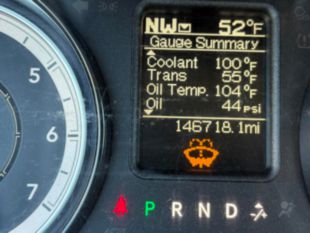 NW 52°F
Gauge Summary
Coolant 100°F
Trans 55°F
Oil Temp. 104°F
Oil 44 PSI
146718.1mi
5
6
7
P R N D